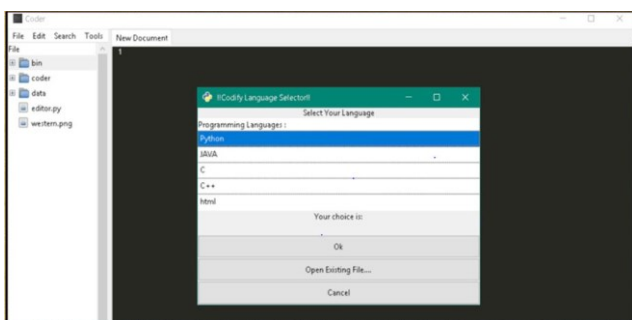 Coder
File Edit Search Tools
New Document
File
bin
coder
data
editor.py
western.png
1
!!Codify Language Selector!!
Select Your Language
Programming Languages :
Python
JAVA
C
C++
html
Your choice is:
Ok
Open Existing File....
Cancel